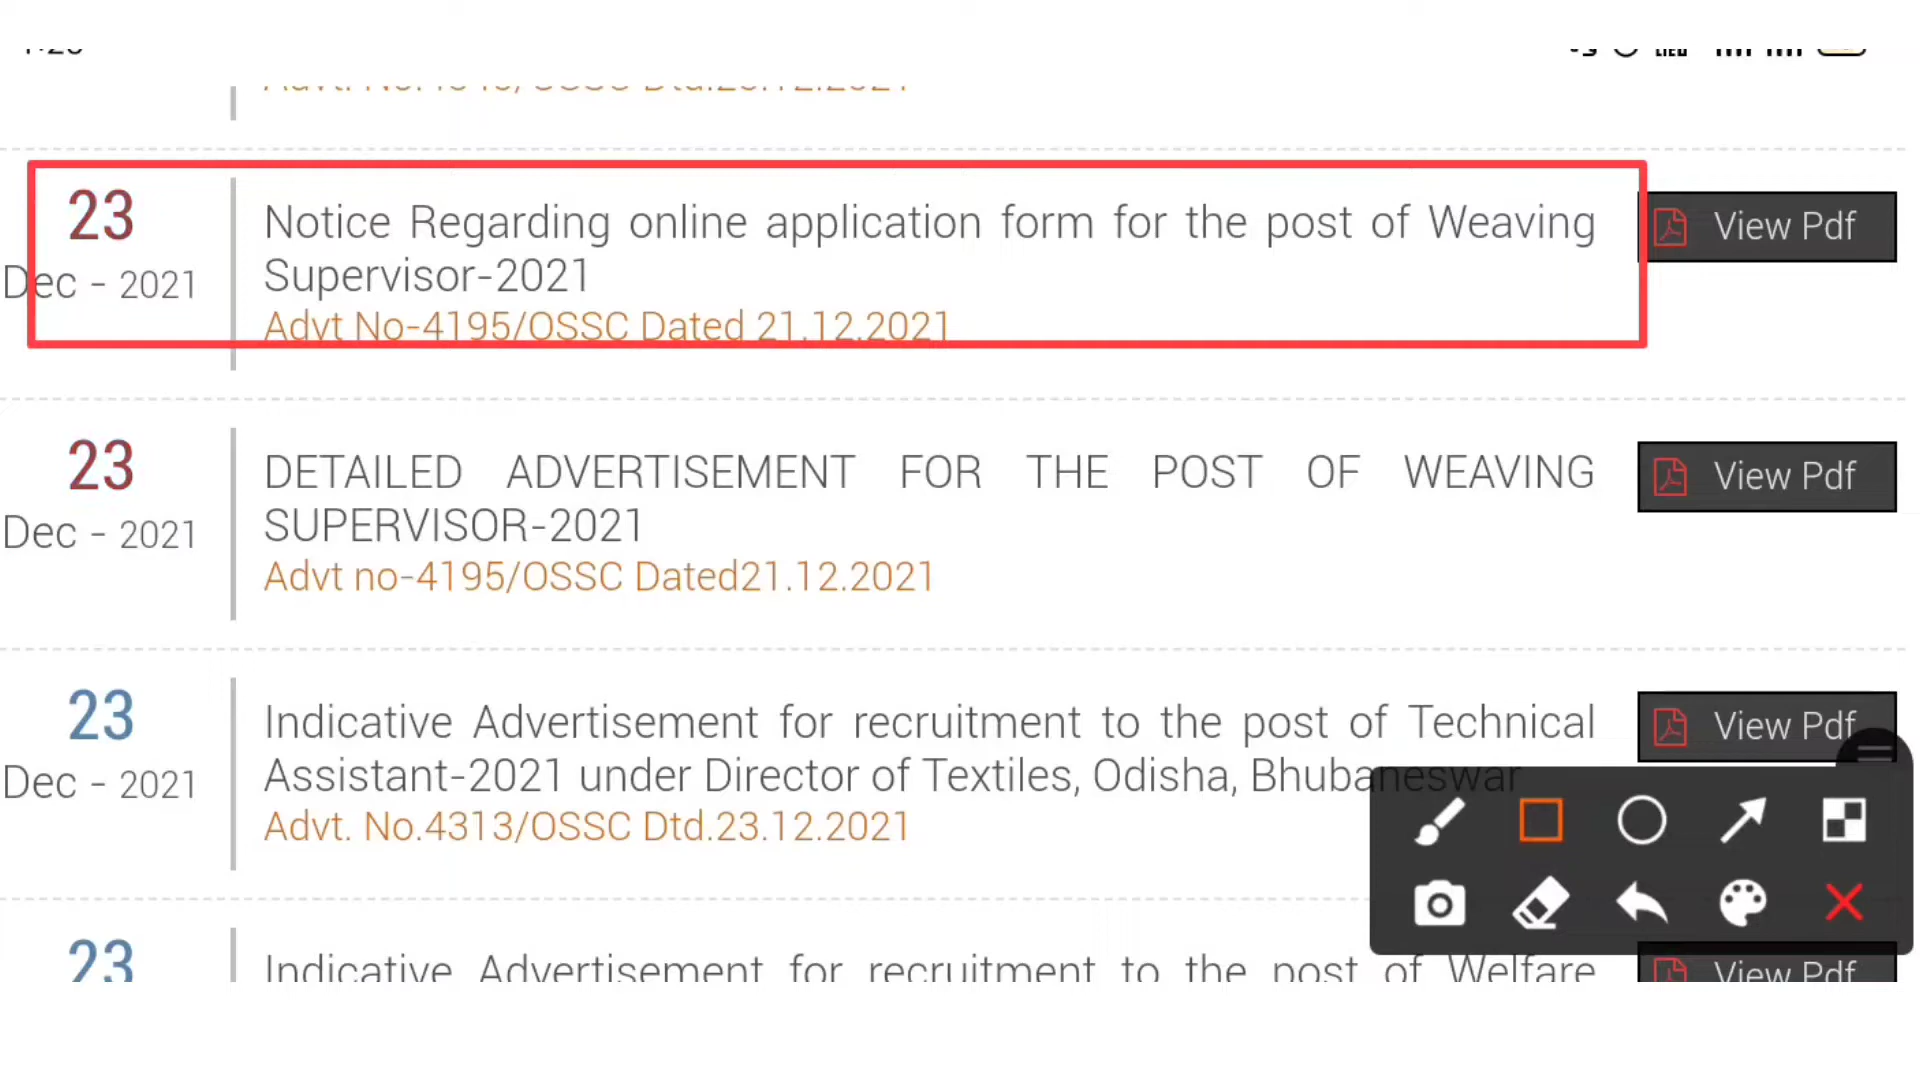 23
Dec - 2021
Notice Regarding online application form for the post of Weaving
Supervisor-2021
Advt No-4195/OSSC Dated 21.12.2021
View Pdf
23
Dec - 2021
DETAILED ADVERTISEMENT FOR THE POST OF WEAVING
SUPERVISOR-2021
Advt no-4195/OSSC Dated21.12.2021
View Pdf
23
Dec - 2021
Indicative Advertisement for recruitment to the post of Technical
Assistant-2021 under Director of Textiles, Odisha, Bhubaneswar
Advt. No.4313/OSSC Dtd.23.12.2021
View Pdf
23
Indicative Advertisement for recruitment to the post of Welfare
View Pdf